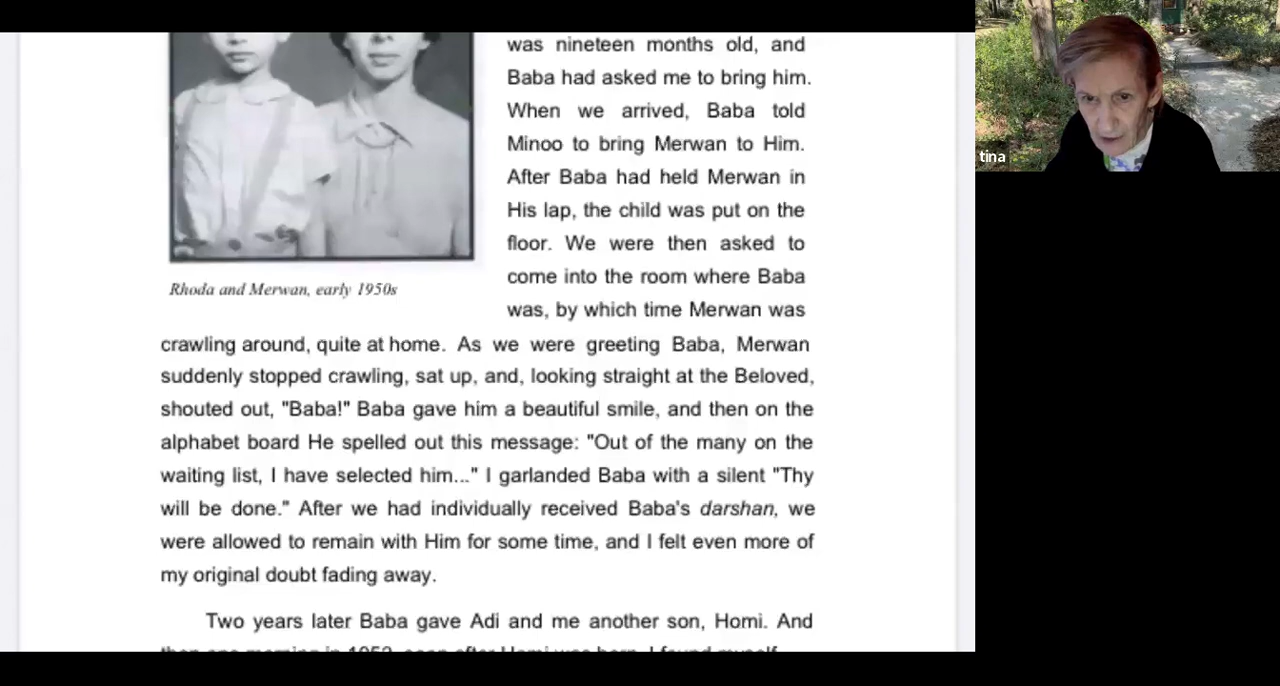 was nineteen months old, and
Baba had asked me to bring him.
When we arrived, Baba told
Minoo to bring Merwan to Him.
After Baba had held Merwan in
His lap, the child was put on the
floor. We were then asked to
come into the room where Baba
was, by which time Merwan was
Rhoda and Merwan, early 1950s
crawling around, quite at home. As we were greeting Baba, Merwan
suddenly stopped crawling, sat up, and, looking straight at the Beloved,
shouted out, "Baba!" Baba gave him a beautiful smile, and then on the
alphabet board He spelled out this message: "Out of the many on the
waiting list, I have selected him..." I garlanded Baba with a silent "Thy
will be done." After we had individually received Baba's darshan, we
were allowed to remain with Him for some time, and I felt even more of
my original doubt fading away.
Two years later Baba gave Adi and me another son, Homi. And
tina